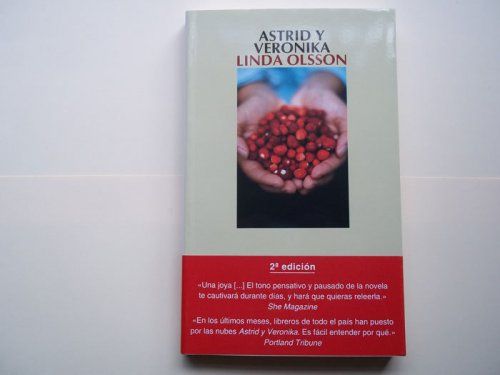 ASTRID Y
VERONIKA
LINDA OLSSON
2ª edición
«Una joya [...] El tono pensativo y pausado de la novela
te cautivará durante días, y hará que quieras releerla.»
She Magazine
«En los últimos meses, libreros de todo el país han puesto
por las nubes Astrid y Veronika. Es fácil entender por qué.»
Portland Tribune